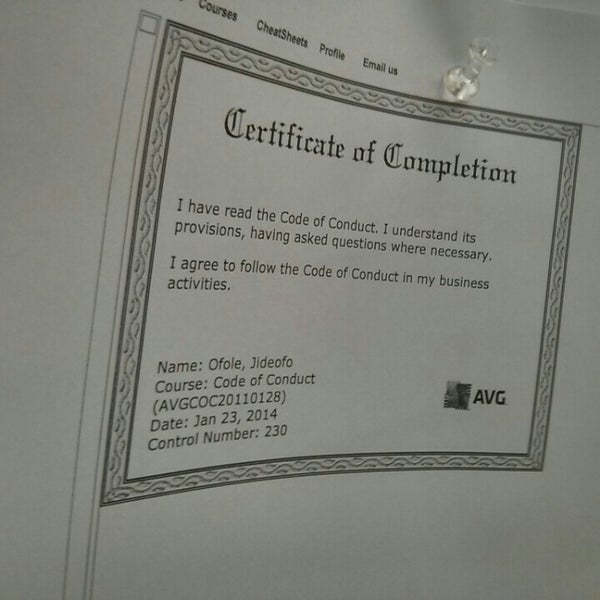 Courses CheatSheets Profile Email us
Certificate of Completion
I have read the Code of Conduct. I understand its
provisions, having asked questions where necessary.
I agree to follow the Code of Conduct in my business
activities.
Name: Ofole, Jideofo
Course: Code of Conduct
(AVGCOC20110128)
Date: Jan 23, 2014
Control Number: 230
AVG